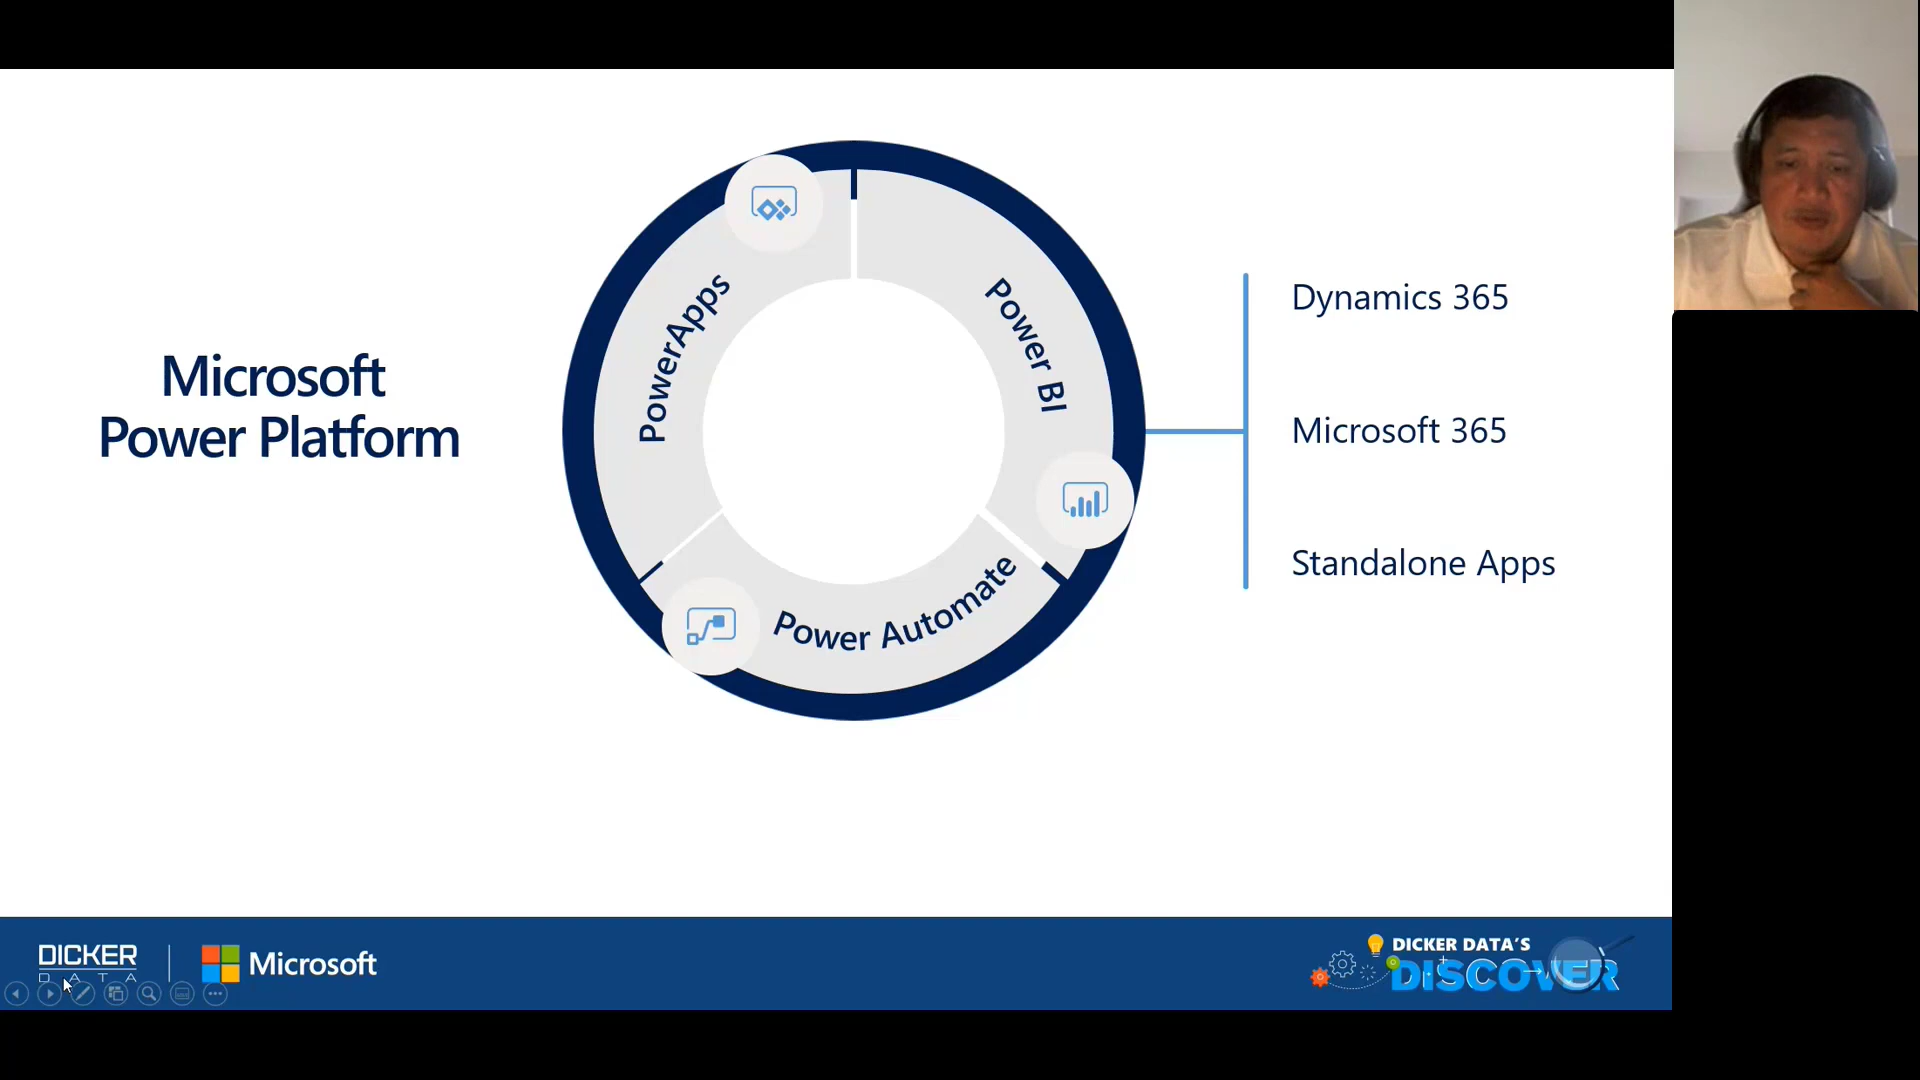 Microsoft
Power Platform
PowerApps
Power BI
Power Automate
Dynamics 365
Microsoft 365
Standalone Apps
DICKER
DATA
Microsoft
DICKER DATA'S
DISCOVER